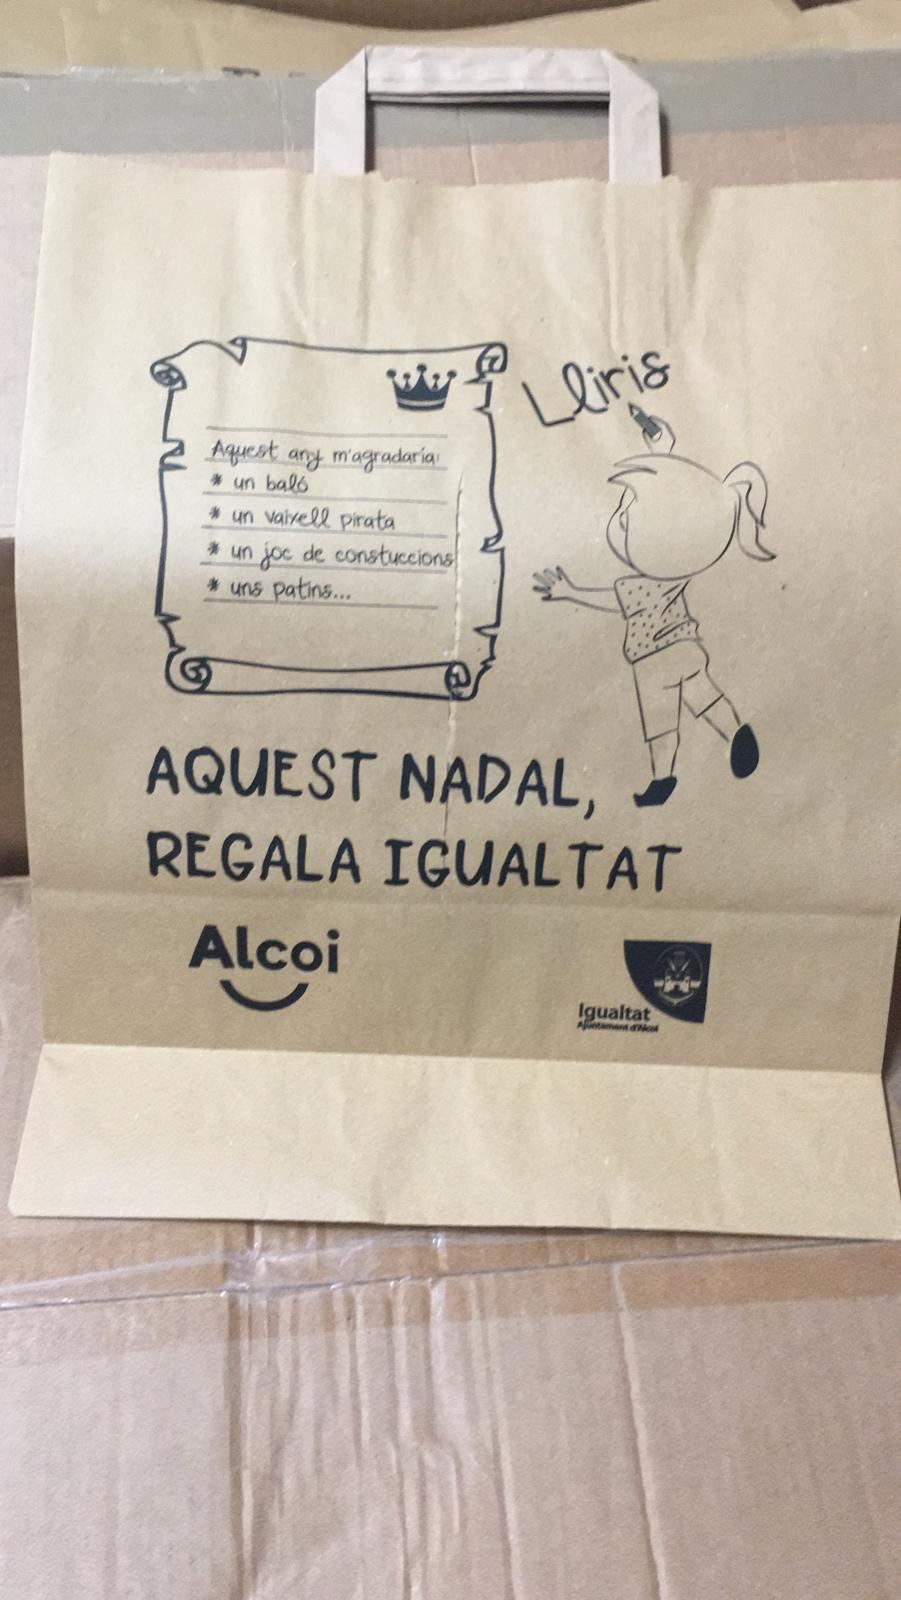 Lliris
Aquest any m'agradaria:
* un baló
* un vaixell pirata
* un joc de constuccions
* uns patins...
AQUEST NADAL,
REGALA IGUALTAT
Alcoi
Igualtat
Ajuntament d'Alcoi